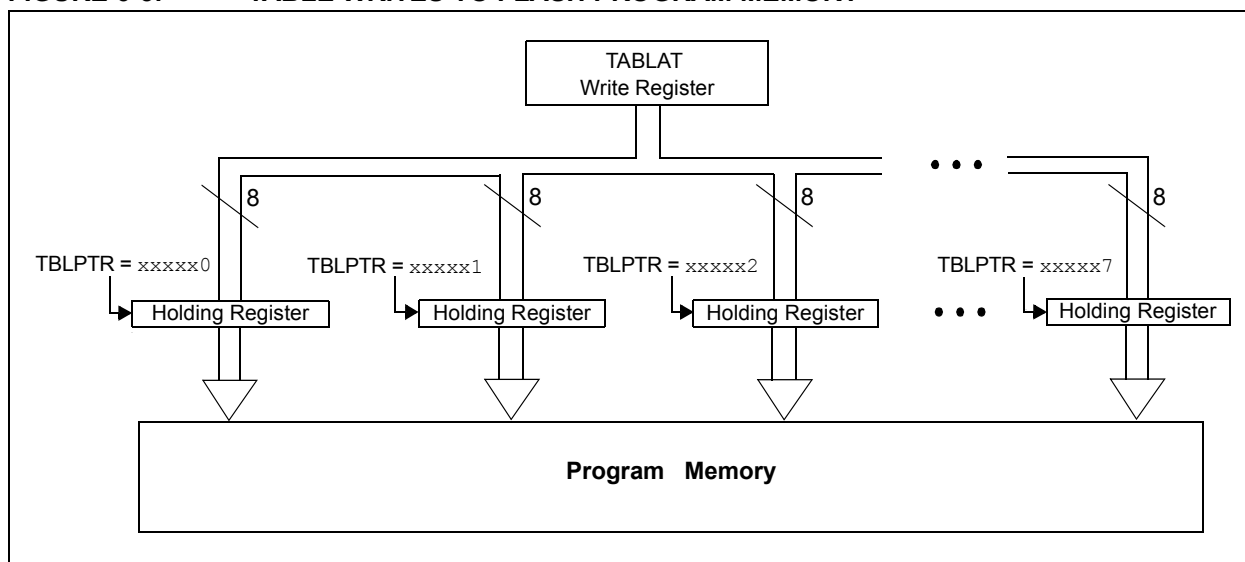 TABLAT
Write Register
8
8
8
8
TBLPTR = xxxxx0
TBLPTR = xxxxx1
TBLPTR = xxxxx2
TBLPTR = xxxxx7
Holding Register
Holding Register
Holding Register
Holding Register
Program Memory